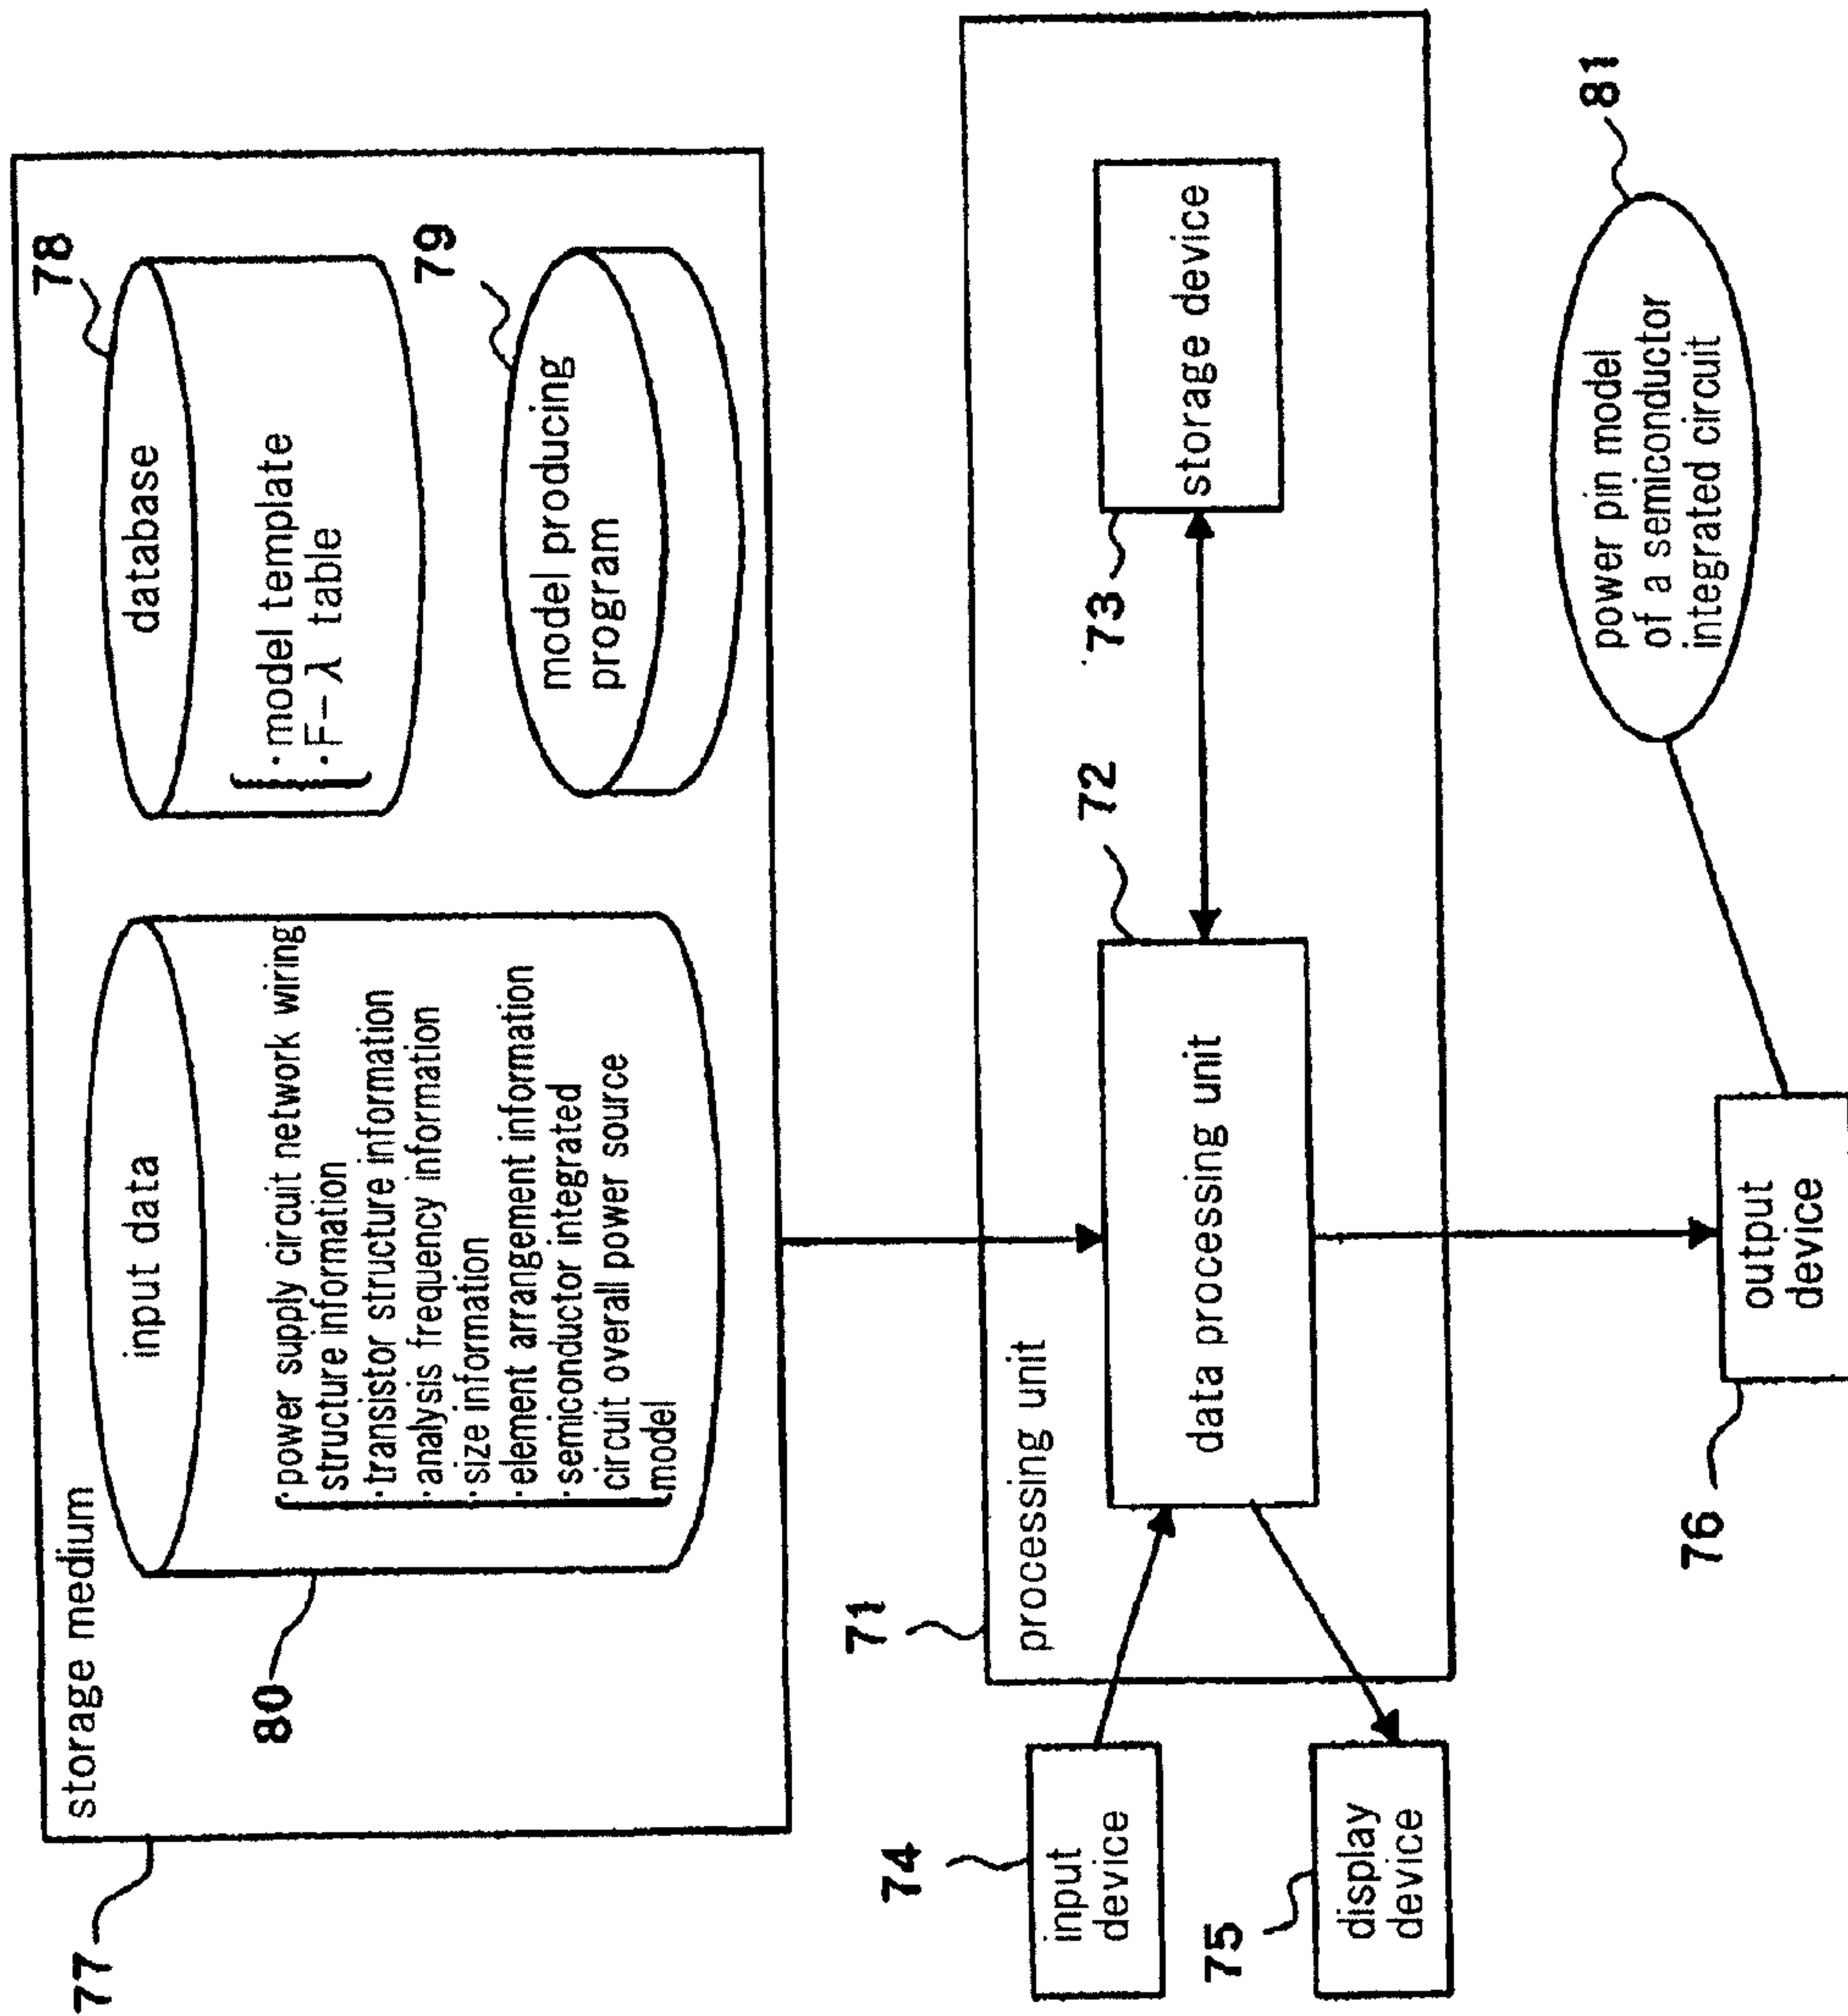 77
storage medium
80
input data
·power supply circuit network wiring
structure information
·transistor structure information
·analysis frequency information
·size information
·element arrangement information
·semiconductor integrated
circuit overall power source
model
78
database
·model template
·F-λ table
79
model producing
program
71
processing unit
72
data processing unit
73
storage device
74
input
device
75
display
device
76
output
device
81
power pin model
of a semiconductor
integrated circuit